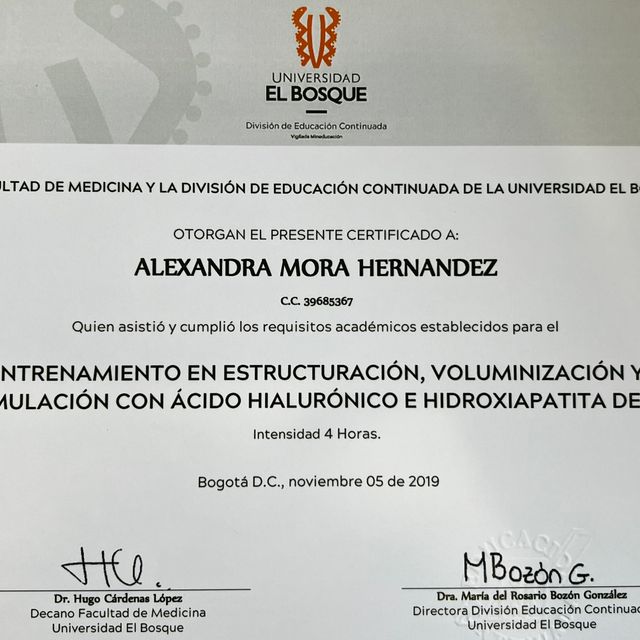 UNIVERSIDAD
EL BOSQUE
División de Educación Continuada
Vigilada Mineducación
ULTAD DE MEDICINA Y LA DIVISIÓN DE EDUCACIÓN CONTINUADA DE LA UNIVERSIDAD EL BO
OTORGAN EL PRESENTE CERTIFICADO A:
ALEXANDRA MORA HERNANDEZ
C.C. 39685367
Quien asistió y cumplió los requisitos académicos establecidos para el
NTRENAMIENTO EN ESTRUCTURACIÓN, VOLUMINIZACIÓN Y
MULACIÓN CON ÁCIDO HIALURÓNICO E HIDROXIAPATITA DE
Intensidad 4 Horas.
Bogotá D.C., noviembre 05 de 2019
MBozón G.
Dr. Hugo Cárdenas López
Decano Facultad de Medicina
Universidad El Bosque
Dra. María del Rosario Bozón González
Directora División Educación Continuad
Universidad El Bosque